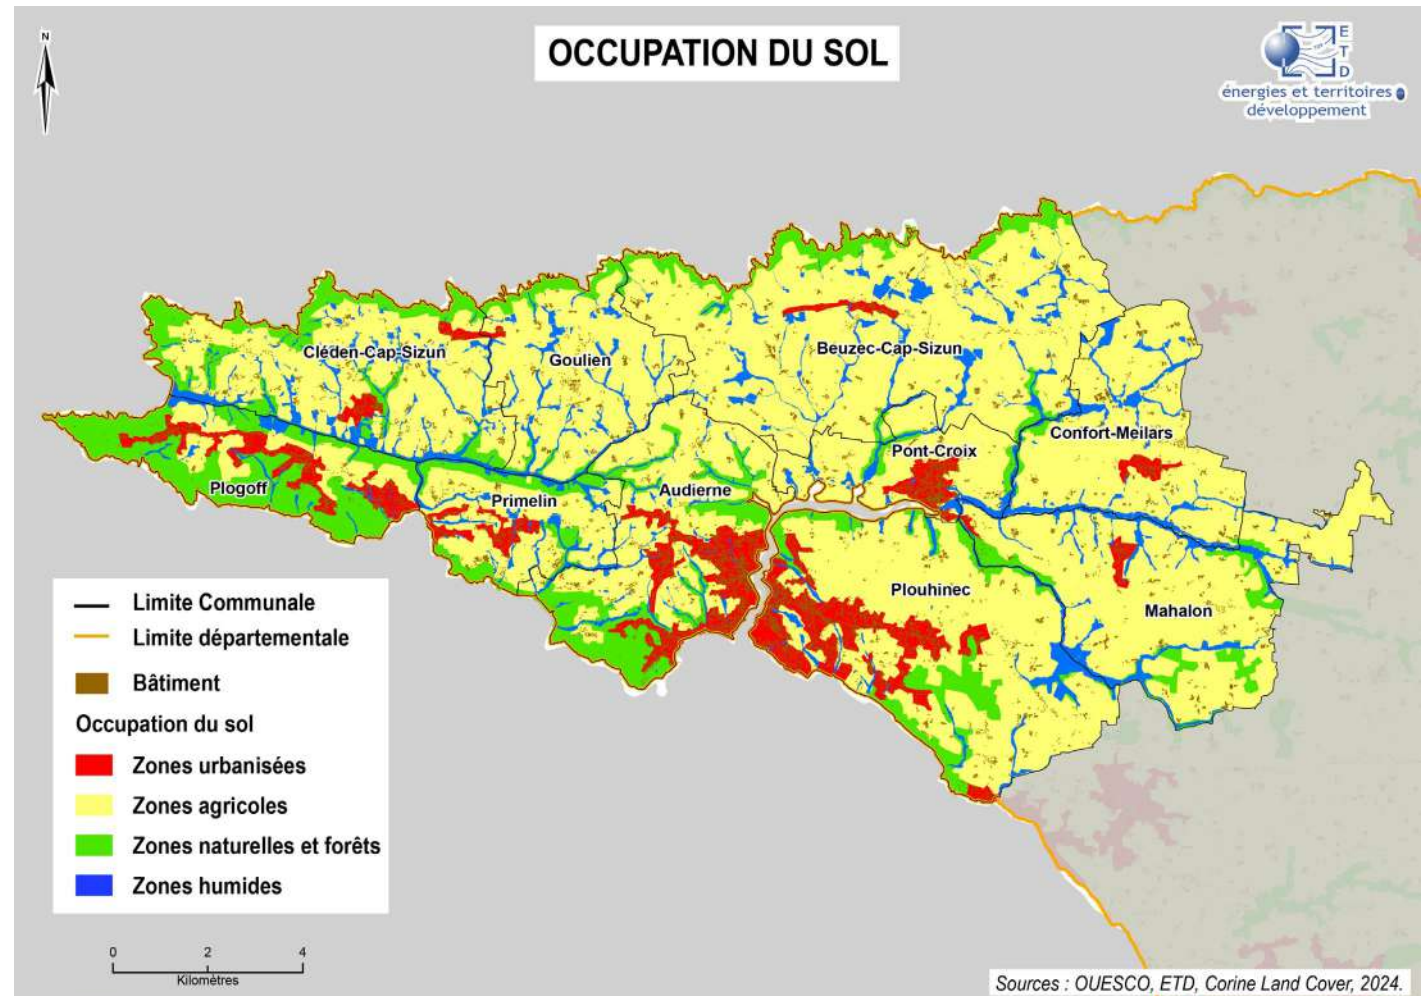 N
OCCUPATION DU SOL
E
T
D
énergies et territoires
développement
Cléden-Cap-Sizun
Goulien
Beuzec-Cap-Sizun
Confort-Meilars
Pont-Croix
Plogoff
Primelin
Audierne
Plouhinec
Mahalon
Limite Communale
Limite départementale
Bâtiment
Occupation du sol
Zones urbanisées
Zones agricoles
Zones naturelles et forêts
Zones humides
0 2 4
Kilomètres
Sources : OUESCO, ETD, Corine Land Cover, 2024.